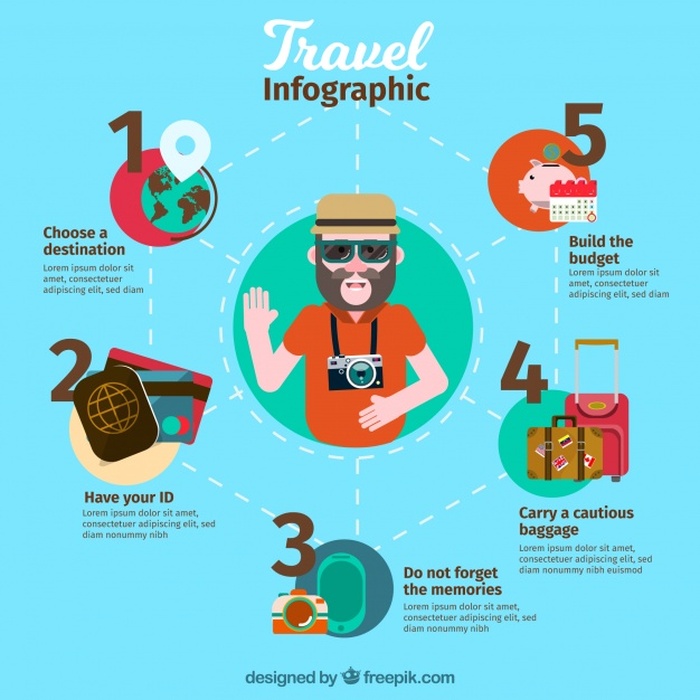 Travel
Infographic
1
Choose a
destination
Lorem ipsum dolor sit
amet, consectetuer
adipiscing elit, sed diam
2
Have your ID
Lorem ipsum dolor sit amet,
consectetuer adipiscing elit, sed
diam nonummy nibh
3
Do not forget
the memories
Lorem ipsum dolor sit amet,
consectetuer adipiscing elit, sed
diam nonummy nibh
4
Carry a cautious
baggage
Lorem ipsum dolor sit amet,
consectetuer adipiscing elit, sed
diam nonummy nibh euismod
5
Build the
budget
Lorem ipsum dolor sit
amet, consectetuer
adipiscing elit, sed diam
designed by freepik.com